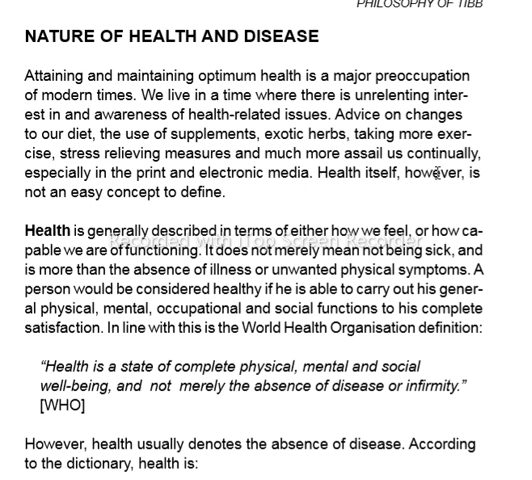 PHILOSOPHY OF TIBB
NATURE OF HEALTH AND DISEASE
Attaining and maintaining optimum health is a major preoccupation
of modern times. We live in a time where there is unrelenting inter-
est in and awareness of health-related issues. Advice on changes
to our diet, the use of supplements, exotic herbs, taking more exer-
cise, stress relieving measures and much more assail us continually,
especially in the print and electronic media. Health itself, however, is
not an easy concept to define.
Health is generally described in terms of either how we feel, or how ca-
Recorded with iTop Screen Recorder
pable we are of functioning. It does not merely mean not being sick, and
is more than the absence of illness or unwanted physical symptoms. A
person would be considered healthy if he is able to carry out his gener-
al physical, mental, occupational and social functions to his complete
satisfaction. In line with this is the World Health Organisation definition:
“Health is a state of complete physical, mental and social
well-being, and not merely the absence of disease or infirmity.”
[WHO]
However, health usually denotes the absence of disease. According
to the dictionary, health is: